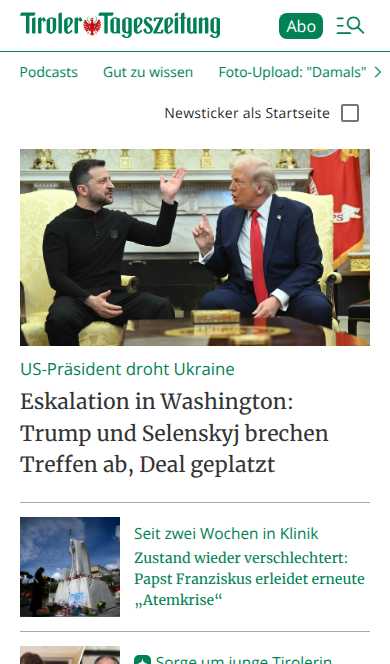 Tiroler Tageszeitung
Abo
Podcasts Gut zu wissen Foto-Upload: "Damals"
Newsticker als Startseite
US-Präsident droht Ukraine
Eskalation in Washington:
Trump und Selenskyj brechen
Treffen ab, Deal geplatzt
Seit zwei Wochen in Klinik
Zustand wieder verschlechtert:
Papst Franziskus erleidet erneute
„Atemkrise“
Sorge um junge Tirolerin